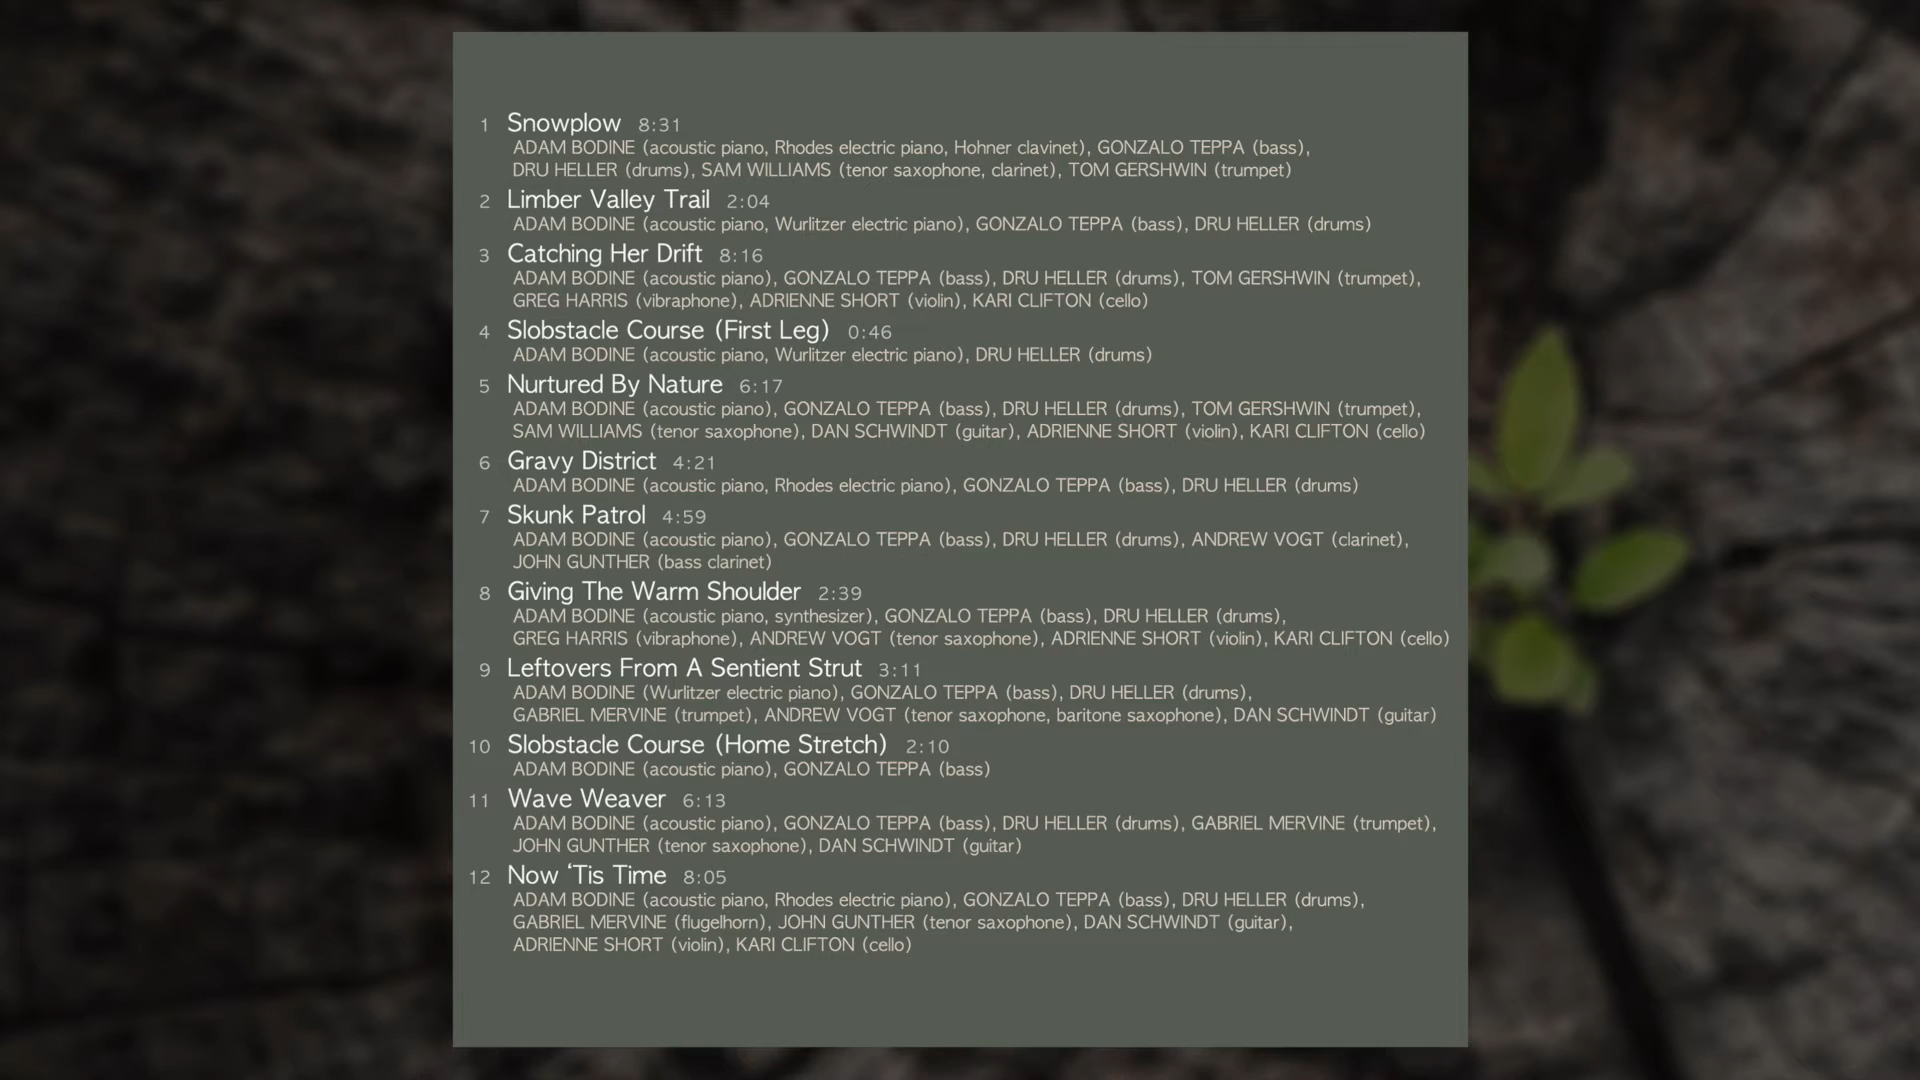 1 Snowplow 8:31
ADAM BODINE (acoustic piano, Rhodes electric piano, Hohner clavinet), GONZALO TEPPA (bass),
DRU HELLER (drums), SAM WILLIAMS (tenor saxophone, clarinet), TOM GERSHWIN (trumpet)
2 Limber Valley Trail 2:04
ADAM BODINE (acoustic piano, Wurlitzer electric piano), GONZALO TEPPA (bass), DRU HELLER (drums)
3 Catching Her Drift 8:16
ADAM BODINE (acoustic piano), GONZALO TEPPA (bass), DRU HELLER (drums), TOM GERSHWIN (trumpet),
GREG HARRIS (vibraphone), ADRIENNE SHORT (violin), KARI CLIFTON (cello)
4 Slobstacle Course (First Leg) 0:46
ADAM BODINE (acoustic piano, Wurlitzer electric piano), DRU HELLER (drums)
5 Nurtured By Nature 6:17
ADAM BODINE (acoustic piano), GONZALO TEPPA (bass), DRU HELLER (drums), TOM GERSHWIN (trumpet),
SAM WILLIAMS (tenor saxophone), DAN SCHWINDT (guitar), ADRIENNE SHORT (violin), KARI CLIFTON (cello)
6 Gravy District 4:21
ADAM BODINE (acoustic piano, Rhodes electric piano), GONZALO TEPPA (bass), DRU HELLER (drums)
7 Skunk Patrol 4:59
ADAM BODINE (acoustic piano), GONZALO TEPPA (bass), DRU HELLER (drums), ANDREW VOGT (clarinet),
JOHN GUNTHER (bass clarinet)
8 Giving The Warm Shoulder 2:39
ADAM BODINE (acoustic piano, synthesizer), GONZALO TEPPA (bass), DRU HELLER (drums),
GREG HARRIS (vibraphone), ANDREW VOGT (tenor saxophone), ADRIENNE SHORT (violin), KARI CLIFTON (cello)
9 Leftovers From A Sentient Strut 3:11
ADAM BODINE (Wurlitzer electric piano), GONZALO TEPPA (bass), DRU HELLER (drums),
GABRIEL MERVINE (trumpet), ANDREW VOGT (tenor saxophone, baritone saxophone), DAN SCHWINDT (guitar)
10 Slobstacle Course (Home Stretch) 2:10
ADAM BODINE (acoustic piano), GONZALO TEPPA (bass)
11 Wave Weaver 6:13
ADAM BODINE (acoustic piano), GONZALO TEPPA (bass), DRU HELLER (drums), GABRIEL MERVINE (trumpet),
JOHN GUNTHER (tenor saxophone), DAN SCHWINDT (guitar)
12 Now ‘Tis Time 8:05
ADAM BODINE (acoustic piano, Rhodes electric piano), GONZALO TEPPA (bass), DRU HELLER (drums),
GABRIEL MERVINE (flugelhorn), JOHN GUNTHER (tenor saxophone), DAN SCHWINDT (guitar),
ADRIENNE SHORT (violin), KARI CLIFTON (cello)